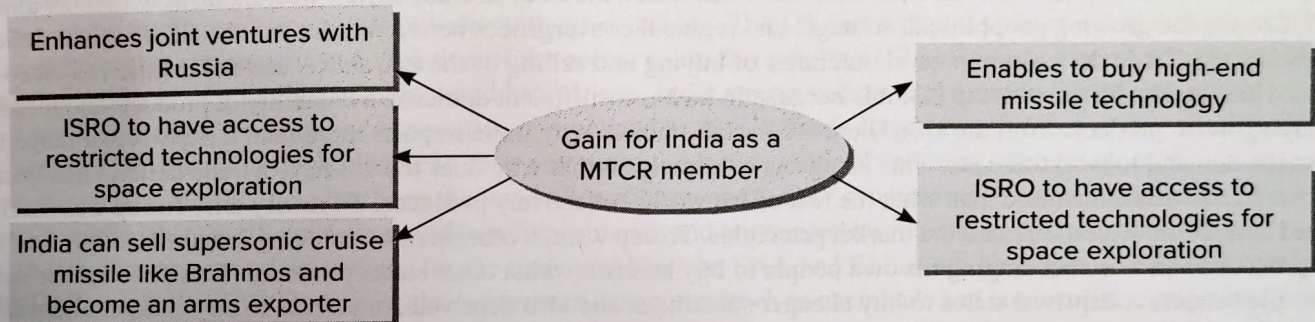 Enhances joint ventures with
Russia
ISRO to have access to
restricted technologies for
space exploration
India can sell supersonic cruise
missile like Brahmos and
become an arms exporter
Gain for India as a
MTCR member
Enables to buy high-end
missile technology
ISRO to have access to
restricted technologies for
space exploration